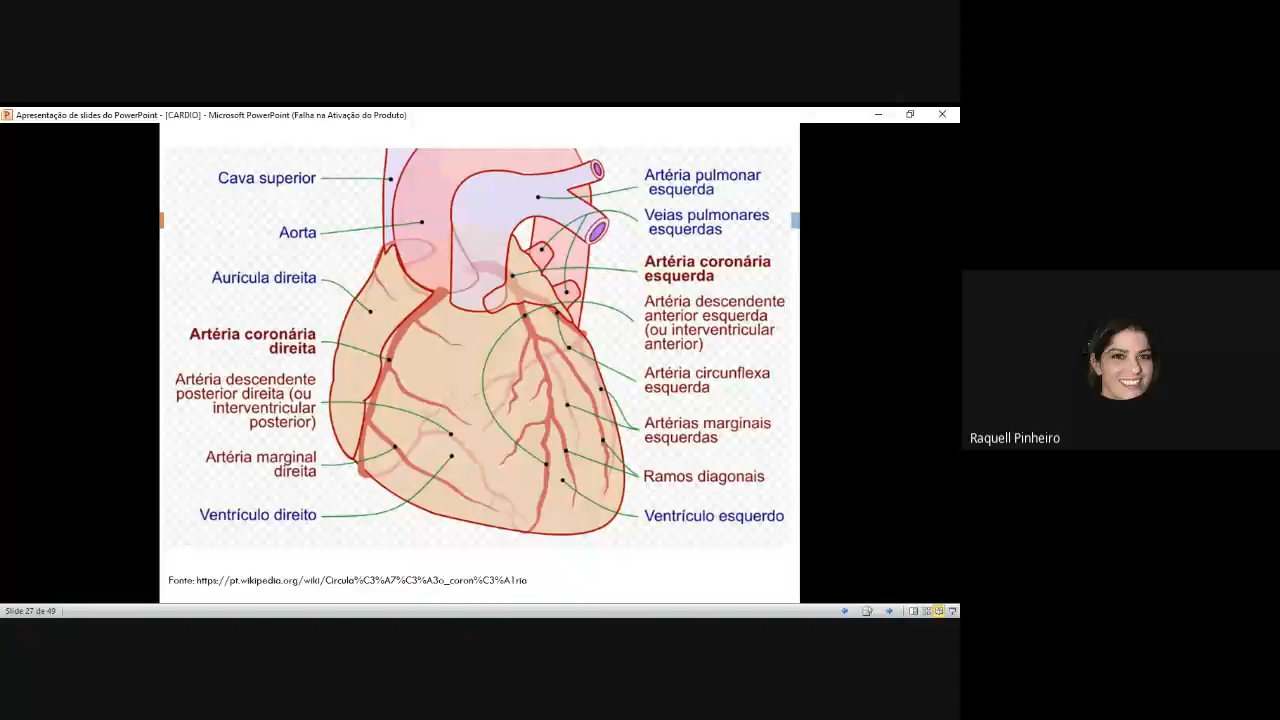 Apresentação de slides do PowerPoint - [CARDIO] - Microsoft PowerPoint (Falha na Ativação do Produto)
Cava superior
Aorta
Aurícula direita
Artéria coronária
direita
Artéria descendente
posterior direita (ou
interventricular
posterior)
Artéria marginal
direita
Ventrículo direito
Artéria pulmonar
esquerda
Veias pulmonares
esquerdas
Artéria coronária
esquerda
Artéria descendente
anterior esquerda
(ou interventricular
anterior)
Artéria circunflexa
esquerda
Artérias marginais
esquerdas
Ramos diagonais
Ventrículo esquerdo
Fonte: https://pt.wikipedia.org/wiki/Circula%C3%A7%C3%A3o_coron%C3%A1ria
Slide 27 de 49
Raquell Pinheiro